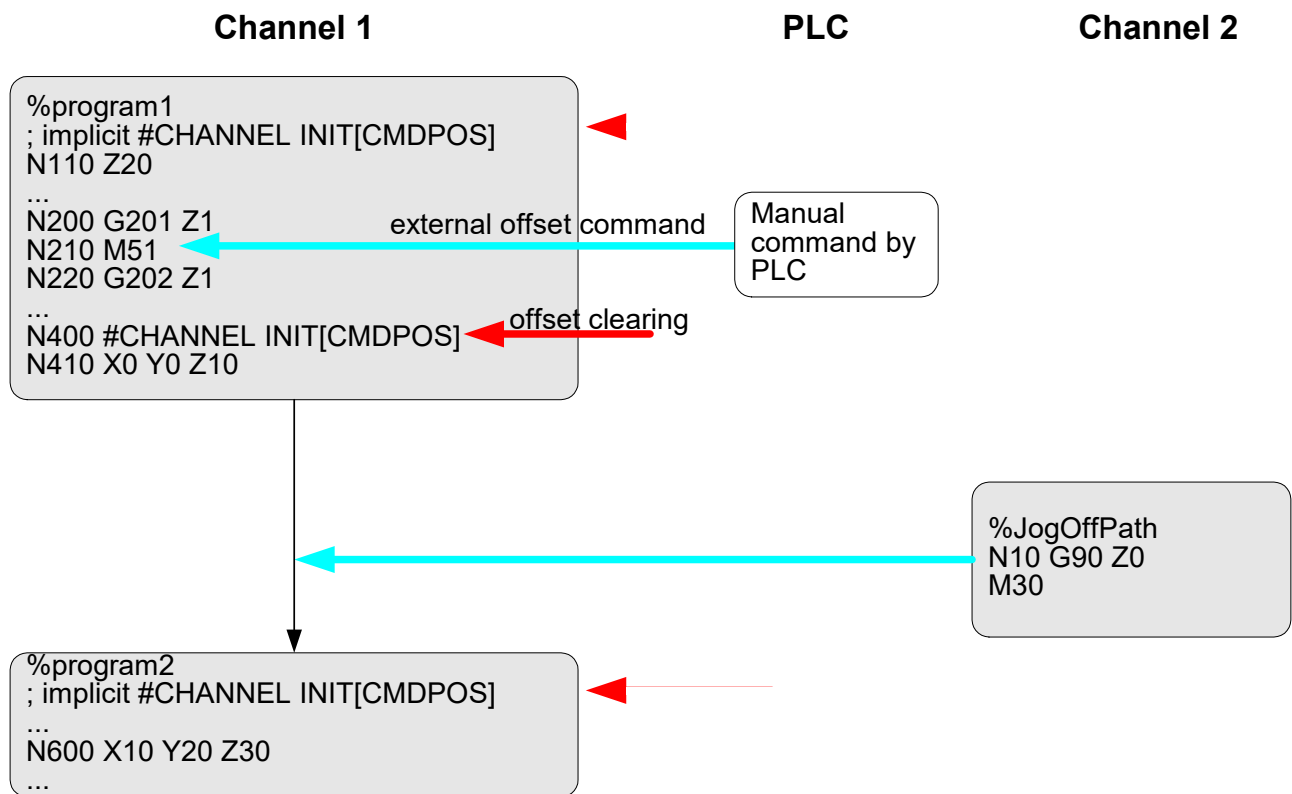 Channel 1
PLC
Channel 2
%program1
; implicit #CHANNEL INIT[CMDPOS]
N110 Z20
...
N200 G201 Z1
N210 M51
N220 G202 Z1
...
N400 #CHANNEL INIT[CMDPOS]
N410 X0 Y0 Z10
external offset command
Manual
command by
PLC
offset clearing
%JogOffPath
N10 G90 Z0
M30
%program2
; implicit #CHANNEL INIT[CMDPOS]
...
N600 X10 Y20 Z30
...